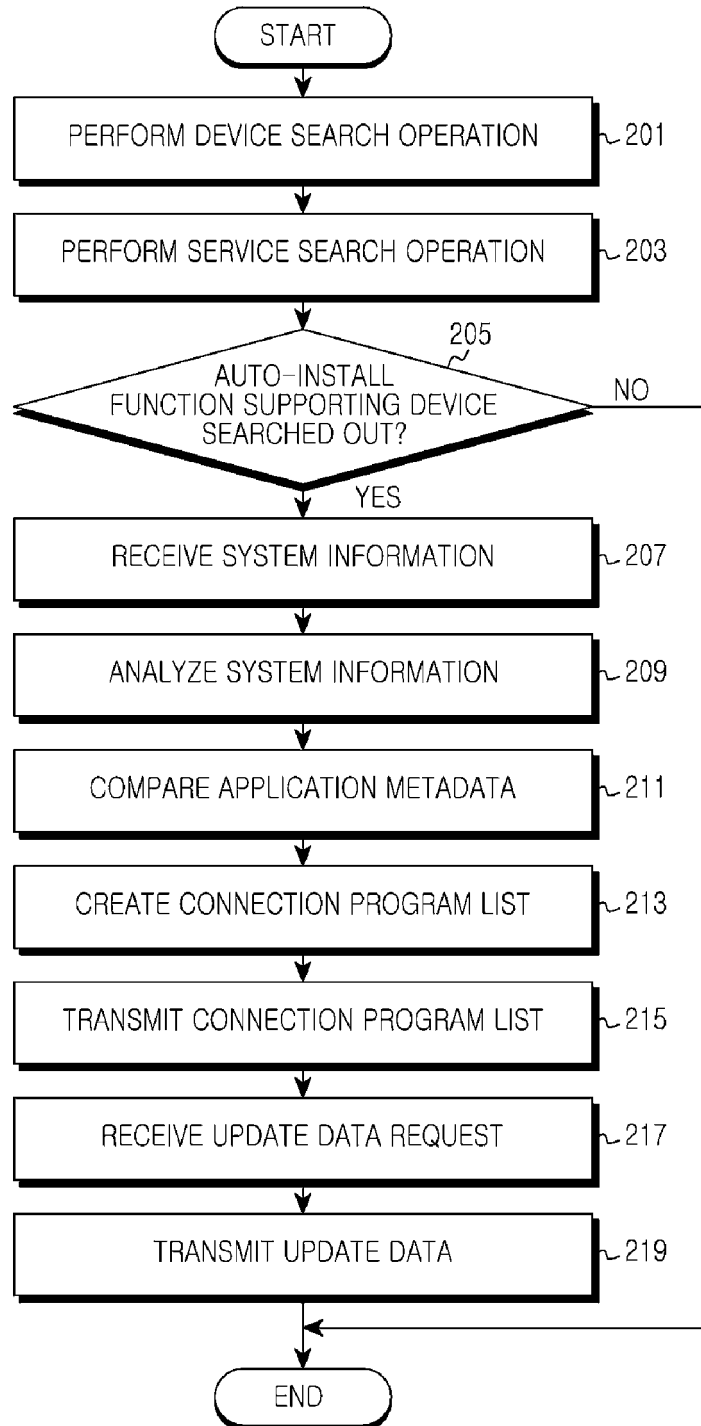 START
PERFORM DEVICE SEARCH OPERATION 201
PERFORM SERVICE SEARCH OPERATION 203
205
AUTO-INSTALL
FUNCTION SUPPORTING DEVICE
SEARCHED OUT?
NO
YES
RECEIVE SYSTEM INFORMATION 207
ANALYZE SYSTEM INFORMATION 209
COMPARE APPLICATION METADATA 211
CREATE CONNECTION PROGRAM LIST 213
TRANSMIT CONNECTION PROGRAM LIST 215
RECEIVE UPDATE DATA REQUEST 217
TRANSMIT UPDATE DATA 219
END